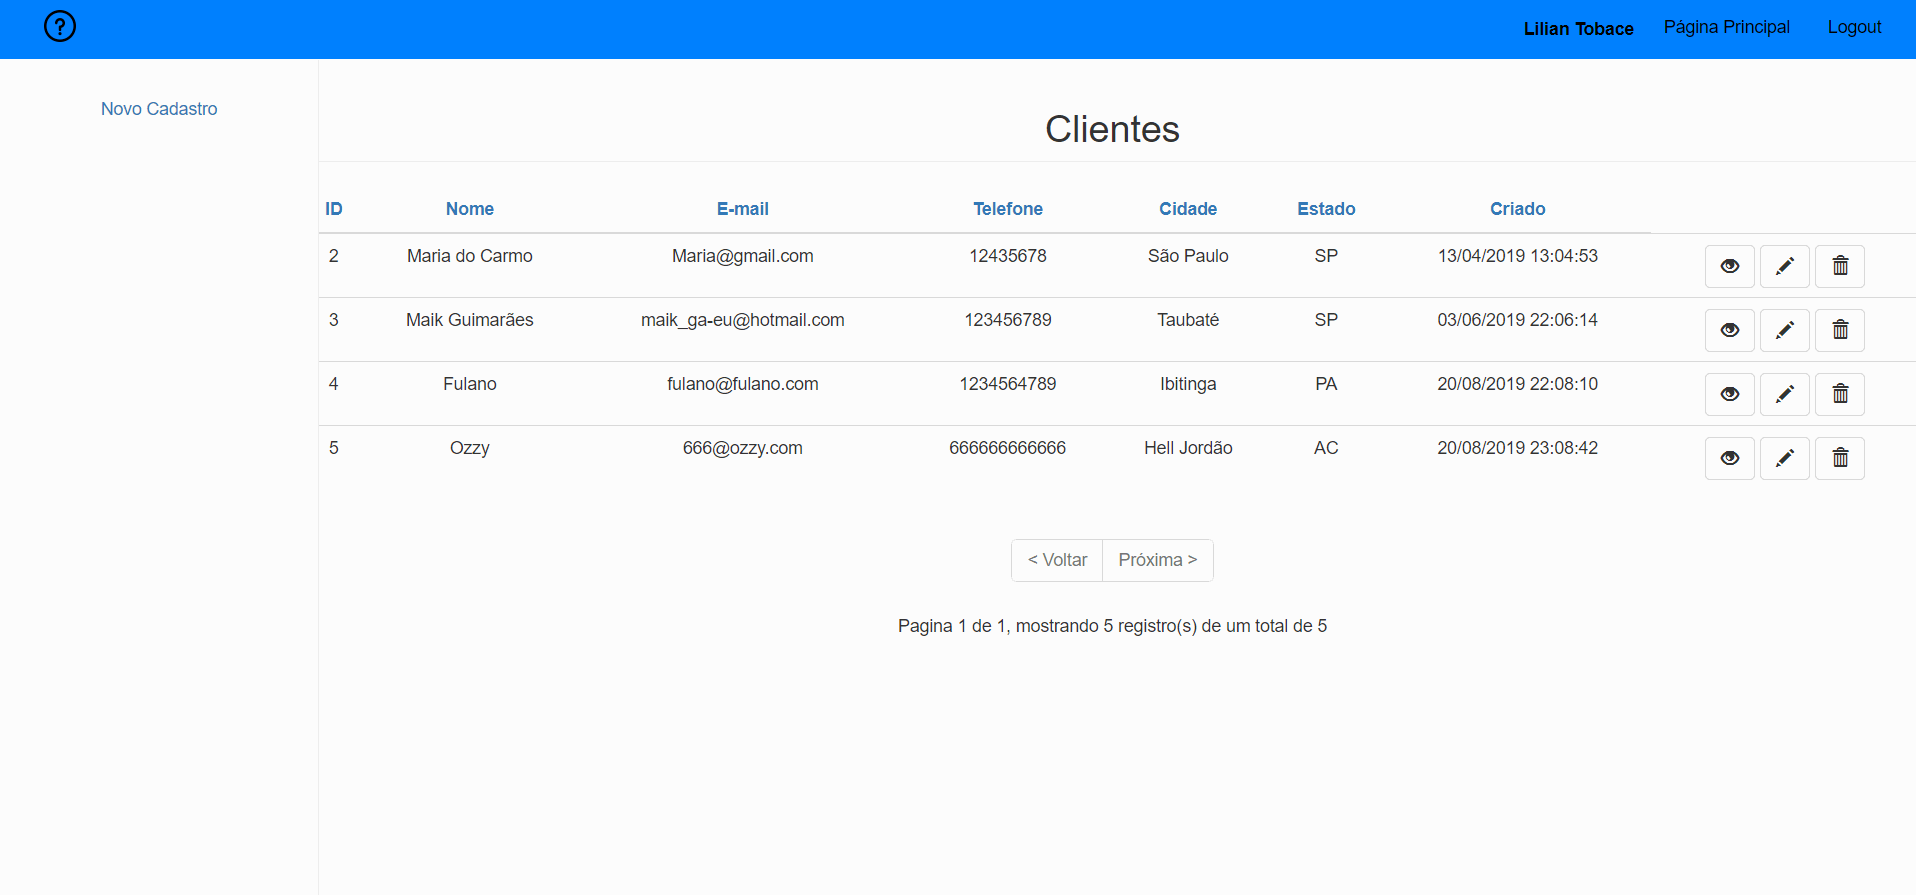 ? Lilian Tobace Página Principal Logout
Novo Cadastro
Clientes
ID Nome E-mail Telefone Cidade Estado Criado
2 Maria do Carmo Maria@gmail.com 12435678 São Paulo SP 13/04/2019 13:04:53
3 Maik Guimarães maik_ga-eu@hotmail.com 123456789 Taubaté SP 03/06/2019 22:06:14
4 Fulano fulano@fulano.com 1234564789 Ibitinga PA 20/08/2019 22:08:10
5 Ozzy 666@ozzy.com 666666666666 Hell Jordão AC 20/08/2019 23:08:42
< Voltar Próxima >
Pagina 1 de 1, mostrando 5 registro(s) de um total de 5